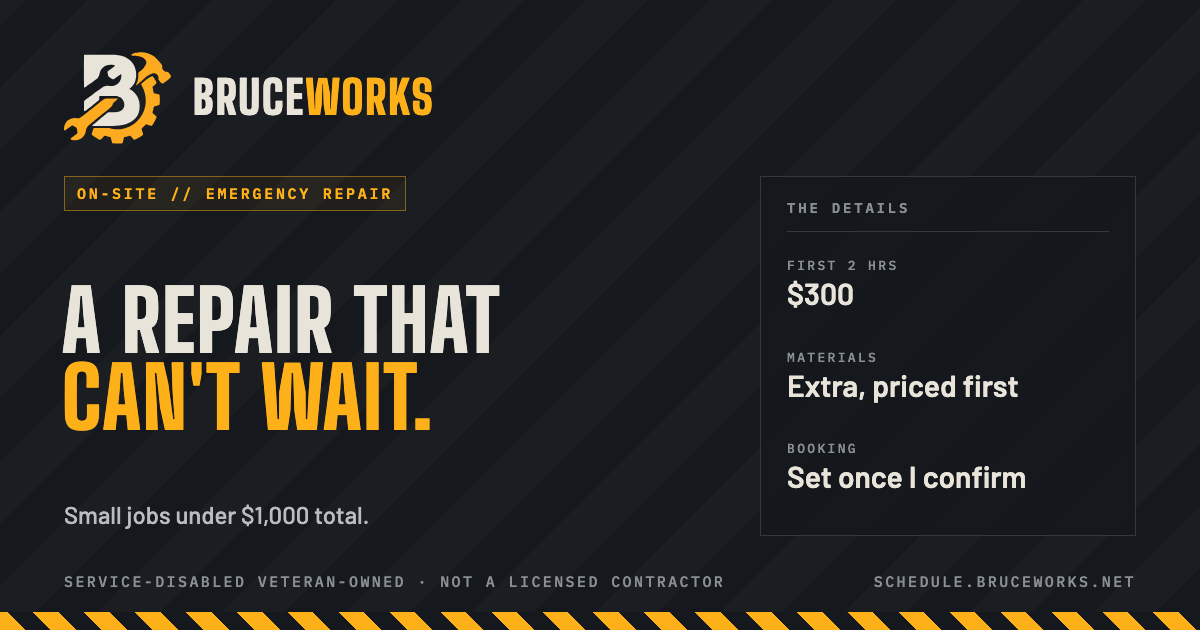 BRUCEWORKS
ON-SITE // EMERGENCY REPAIR
A REPAIR THAT
CAN'T WAIT.
Small jobs under $1,000 total.
THE DETAILS
FIRST 2 HRS
$300
MATERIALS
Extra, priced first
BOOKING
Set once I confirm
SERVICE-DISABLED VETERAN-OWNED · NOT A LICENSED CONTRACTOR
SCHEDULE.BRUCEWORKS.NET